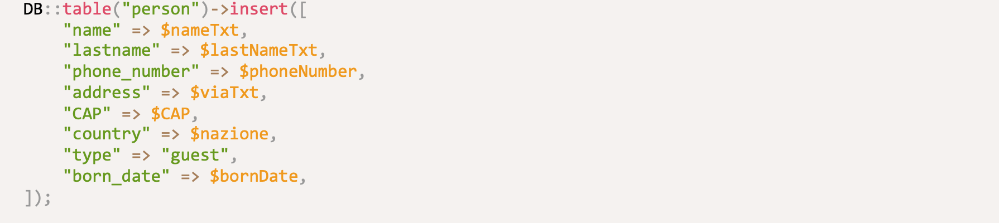 DB::table("person")->insert([
"name" => $nameTxt,
"lastname" => $lastNameTxt,
"phone_number" => $phoneNumber,
"address" => $viaTxt,
"CAP" => $CAP,
"country" => $nazione,
"type" => "guest",
"born_date" => $bornDate,
]);